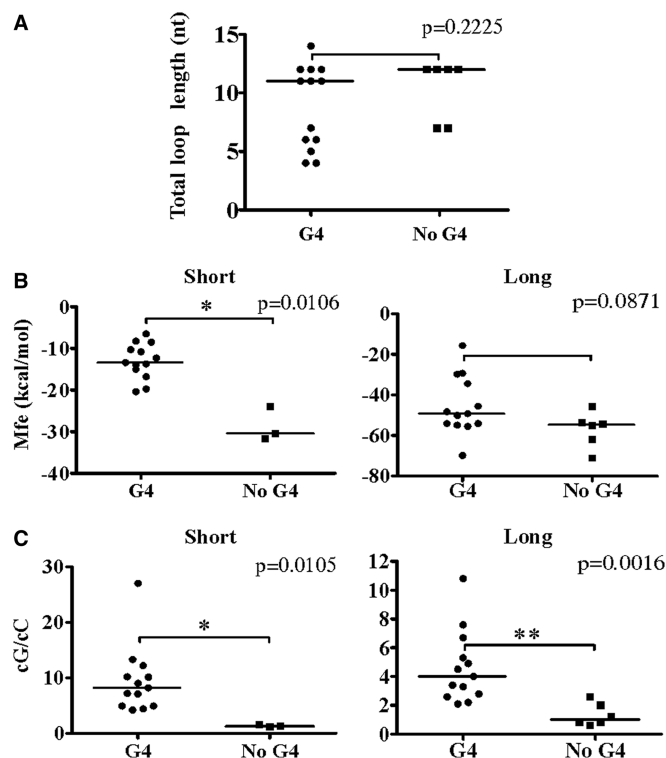 A
p=0.2225
Total loop length (nt)
15
10
5
0
G4
No G4
B
Short
Long
p=0.0106
p=0.0871
*
Mfe (kcal/mol)
0
-10
-20
-30
-40
G4
No G4
0
-20
-40
-60
-80
G4
No G4
C
Short
Long
p=0.0105
p=0.0016
*
**
cG/cC
30
20
10
0
G4
No G4
12
10
8
6
4
2
0
G4
No G4